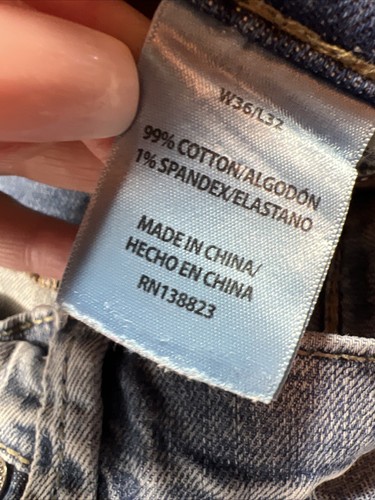 W36/L32
99% COTTON/ALGODÓN
1% SPANDEX/ELASTANO
MADE IN CHINA/
HECHO EN CHINA
RN138823